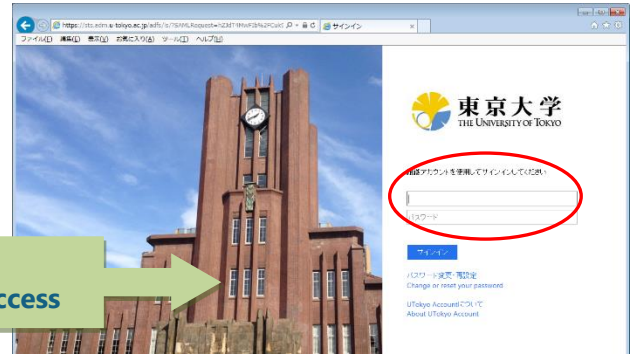 https://sts.adm.u-tokyo.ac.jp/adfs/ls/?SAMLRequest=
サインイン
ファイル(F) 編集(E) 表示(V) お気に入り(A) ツール(T) ヘルプ(H)
東京大学
THE UNIVERSITY OF TOKYO
アカウントを使用してサインインしてください
パスワード
サインイン
パスワード変更・再設定
Change or reset your password
UTokyo Accountについて
About UTokyo Account
ccess